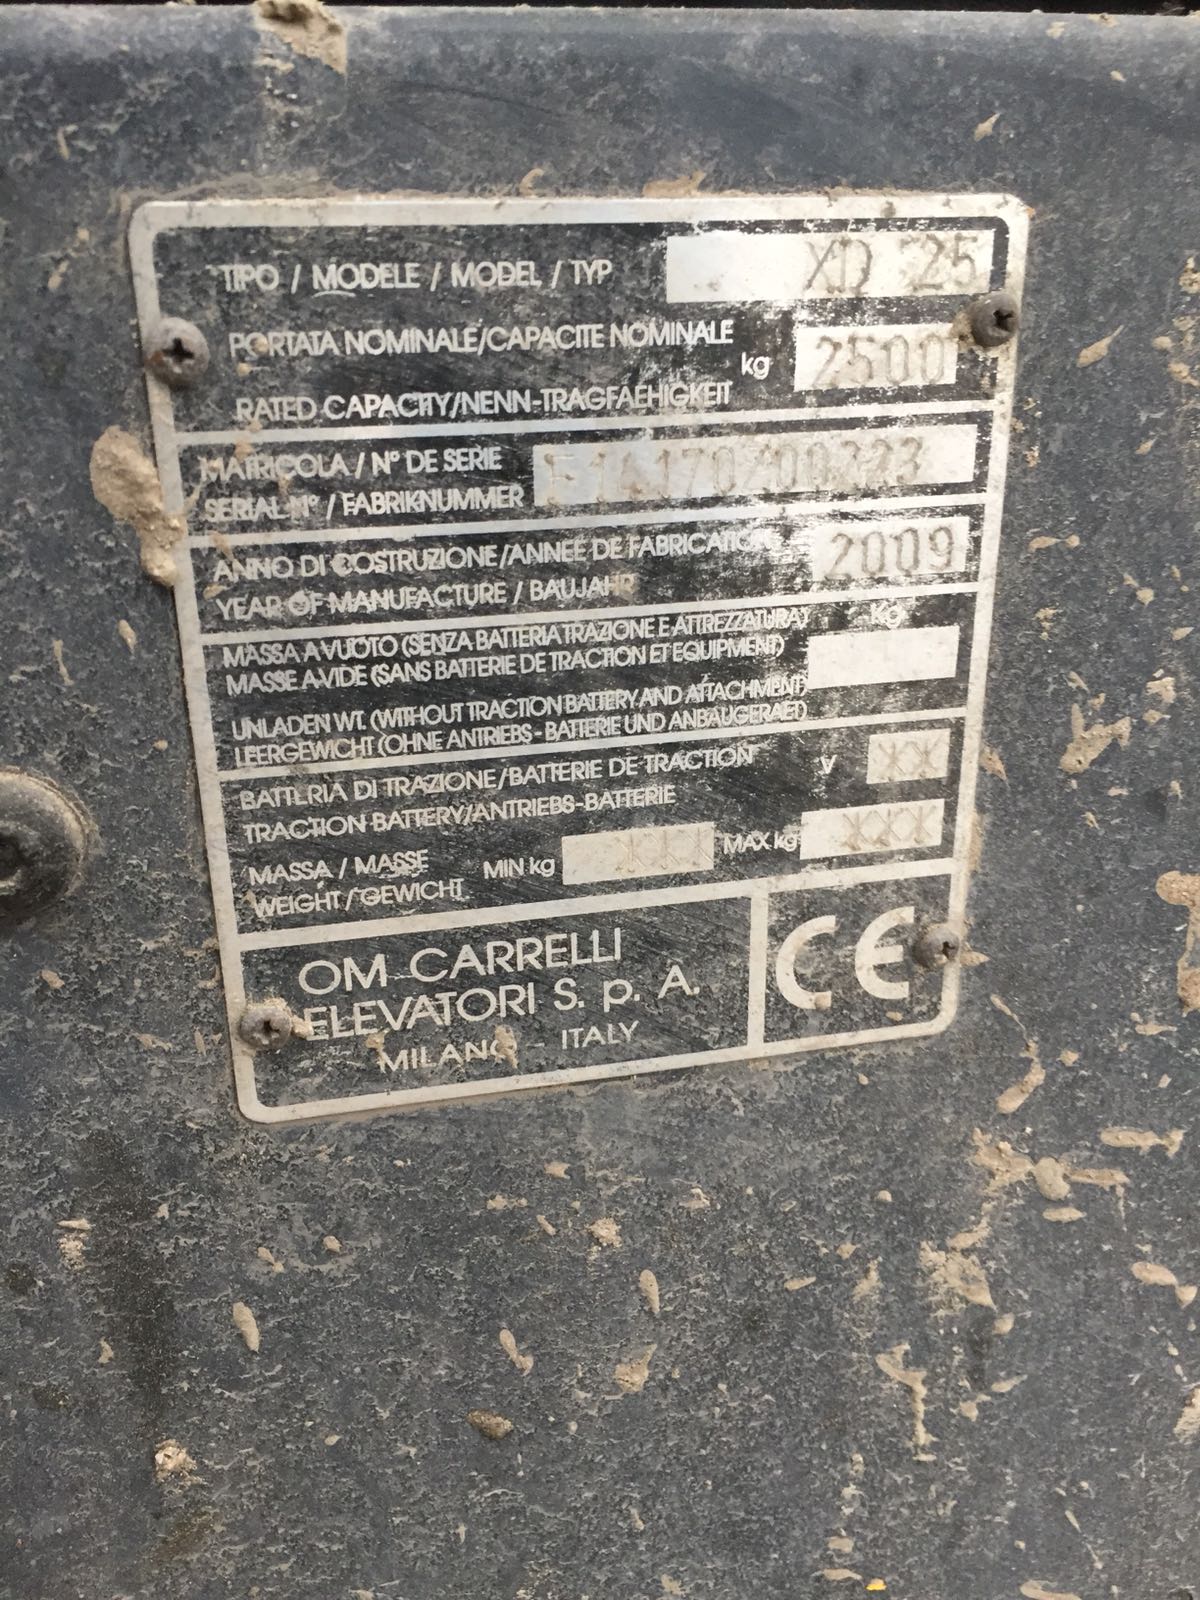 TIPO / MODELE / MODEL / TYP XD 25
PORTATA NOMINALE/CAPACITE NOMINALE
kg 2500
RATED CAPACITY/NENN-TRAGFAEHIGKEIT
MATRICOLA / N° DE SERIE
SERIAL N° / FABRIKNUMMER
ANNO DI COSTRUZIONE/ANNEE DE FABRICATION 2009
YEAR OF MANUFACTURE / BAUJAHR
MASSA A VUOTO (SENZA BATTERIA TRAZIONE E ATTREZZATURA) Kg
MASSE A VIDE (SANS BATTERIE DE TRACTION ET EQUIPMENT)
UNLADEN WT. (WITHOUT TRACTION BATTERY AND ATTACHMENT)
LEERGEWICHT (OHNE ANTRIEBS - BATTERIE UND ANBAUGERAET)
BATTERIA DI TRAZIONE/BATTERIE DE TRACTION V XX
TRACTION BATTERY/ANTRIEBS-BATTERIE
MASSA / MASSE MIN kg XXX MAX kg XXX
WEIGHT / GEWICHT
OM CARRELLI
ELEVATORI S. p. A.
MILANO - ITALY
CE